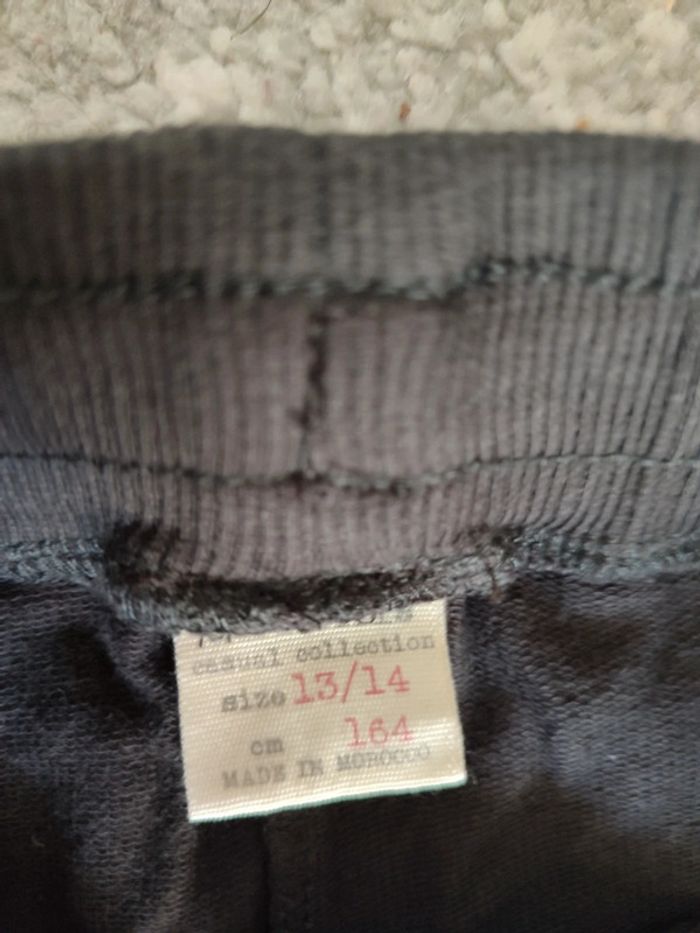 casual collection
size 13/14
cm 164
MADE IN MOROCCO